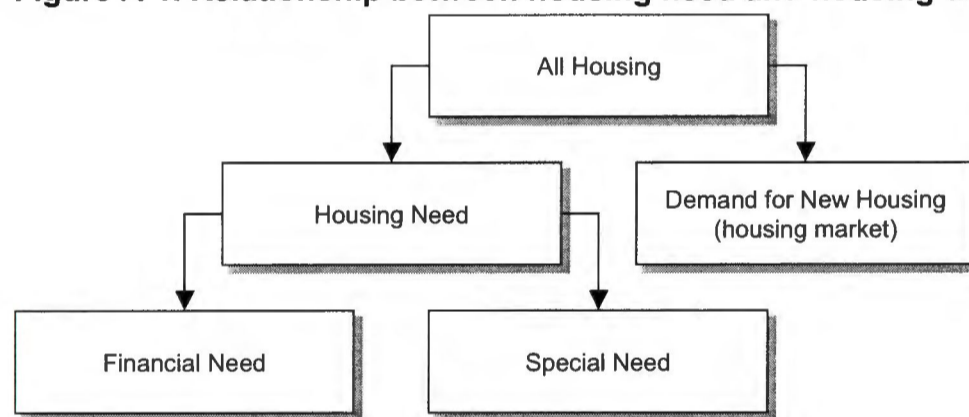 All Housing
Housing Need
Demand for New Housing
(housing market)
Financial Need
Special Need